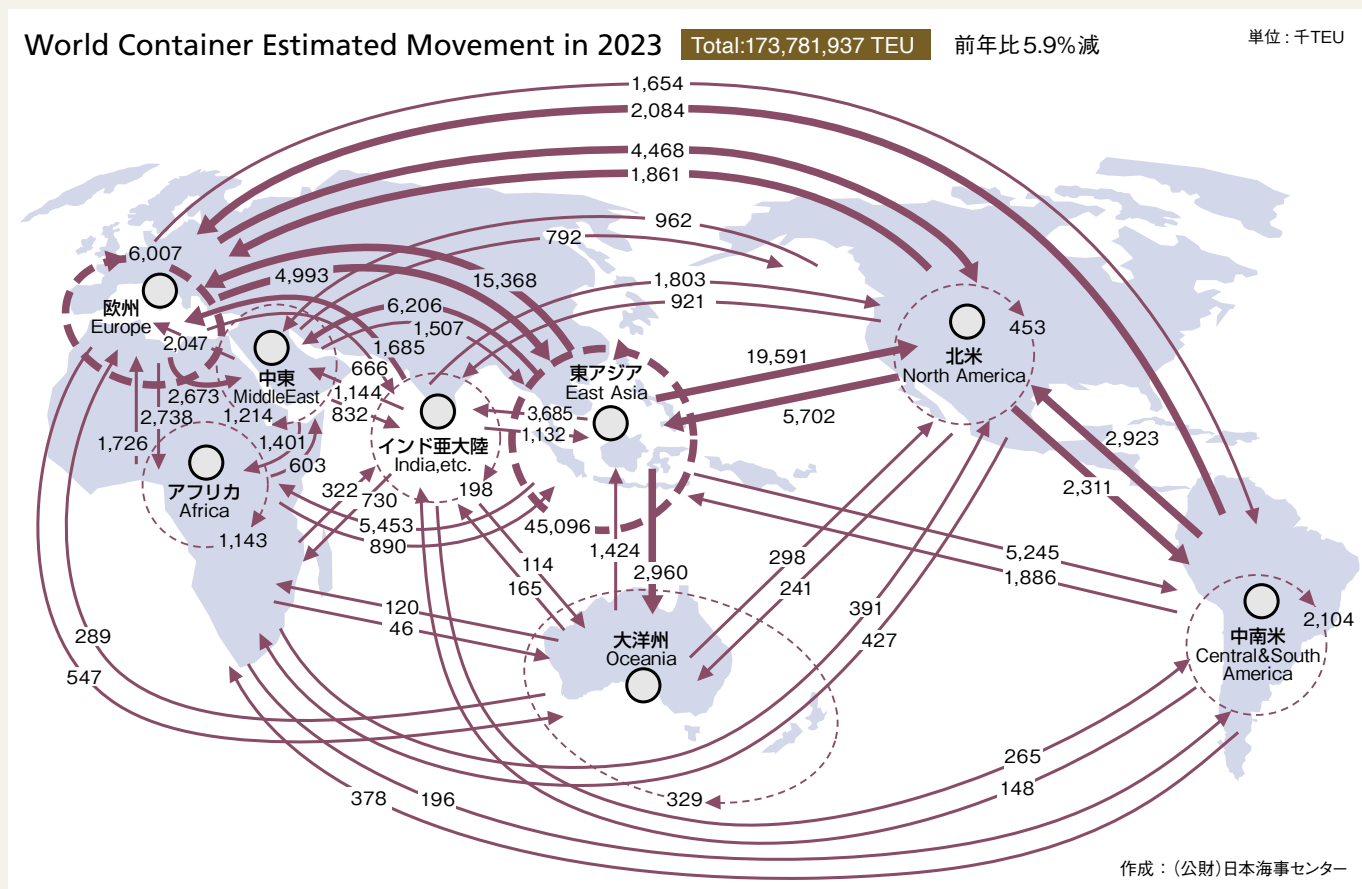 World Container Estimated Movement in 2023
Total:173,781,937 TEU
前年比5.9%減
単位：千TEU
1,654
2,084
4,468
1,861
962
792
6,007
4,993
15,368
1,803
921
欧州
Europe
6,206
1,507
1,685
2,047
453
北米
North America
19,591
5,702
東アジア
East Asia
中東
MiddleEast
666
1,144
832
2,673
2,738
1,214
3,685
1,132
1,726
1,401
603
インド亜大陸
India,etc.
2,923
2,311
アフリカ
Africa
322
730
198
5,453
890
45,096
1,143
1,424
2,960
114
165
298
241
5,245
1,886
120
46
391
427
289
547
大洋州
Oceania
2,104
中南米
Central&South
America
265
148
378
196
329
作成：（公財）日本海事センター